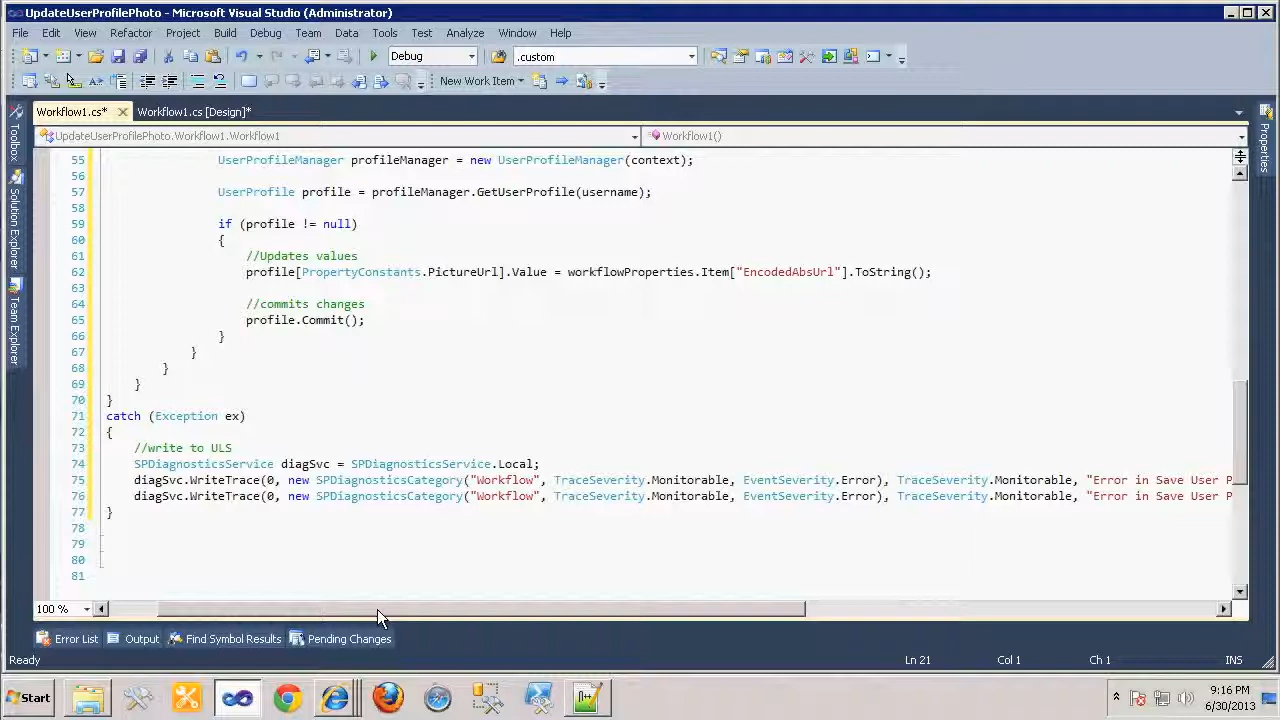 UpdateUserProfilePhoto - Microsoft Visual Studio (Administrator)
File Edit View Refactor Project Build Debug Team Data Tools Test Analyze Window Help
Debug .custom
New Work Item
Workflow1.cs* Workflow1.cs [Design]*
UpdateUserProfilePhoto.Workflow1.Workflow1 Workflow1()
Toolbox
Solution Explorer
Team Explorer
Properties
55 UserProfileManager profileManager = new UserProfileManager(context);
56
57 UserProfile profile = profileManager.GetUserProfile(username);
58
59 if (profile != null)
60 {
61 //Updates values
62 profile[PropertyConstants.PictureUrl].Value = workflowProperties.Item["EncodedAbsUrl"].ToString();
63
64 //commits changes
65 profile.Commit();
66 }
67 }
68 }
69 }
70 }
71 catch (Exception ex)
72 {
73 //write to ULS
74 SPDiagnosticsService diagSvc = SPDiagnosticsService.Local;
75 diagSvc.WriteTrace(0, new SPDiagnosticsCategory("Workflow", TraceSeverity.Monitorable, EventSeverity.Error), TraceSeverity.Monitorable, "Error in Save User P
76 diagSvc.WriteTrace(0, new SPDiagnosticsCategory("Workflow", TraceSeverity.Monitorable, EventSeverity.Error), TraceSeverity.Monitorable, "Error in Save User P
77 }
78
79
80
81
100 %
Error List Output Find Symbol Results Pending Changes
Ready Ln 21 Col 1 Ch 1 INS
Start 9:16 PM
6/30/2013